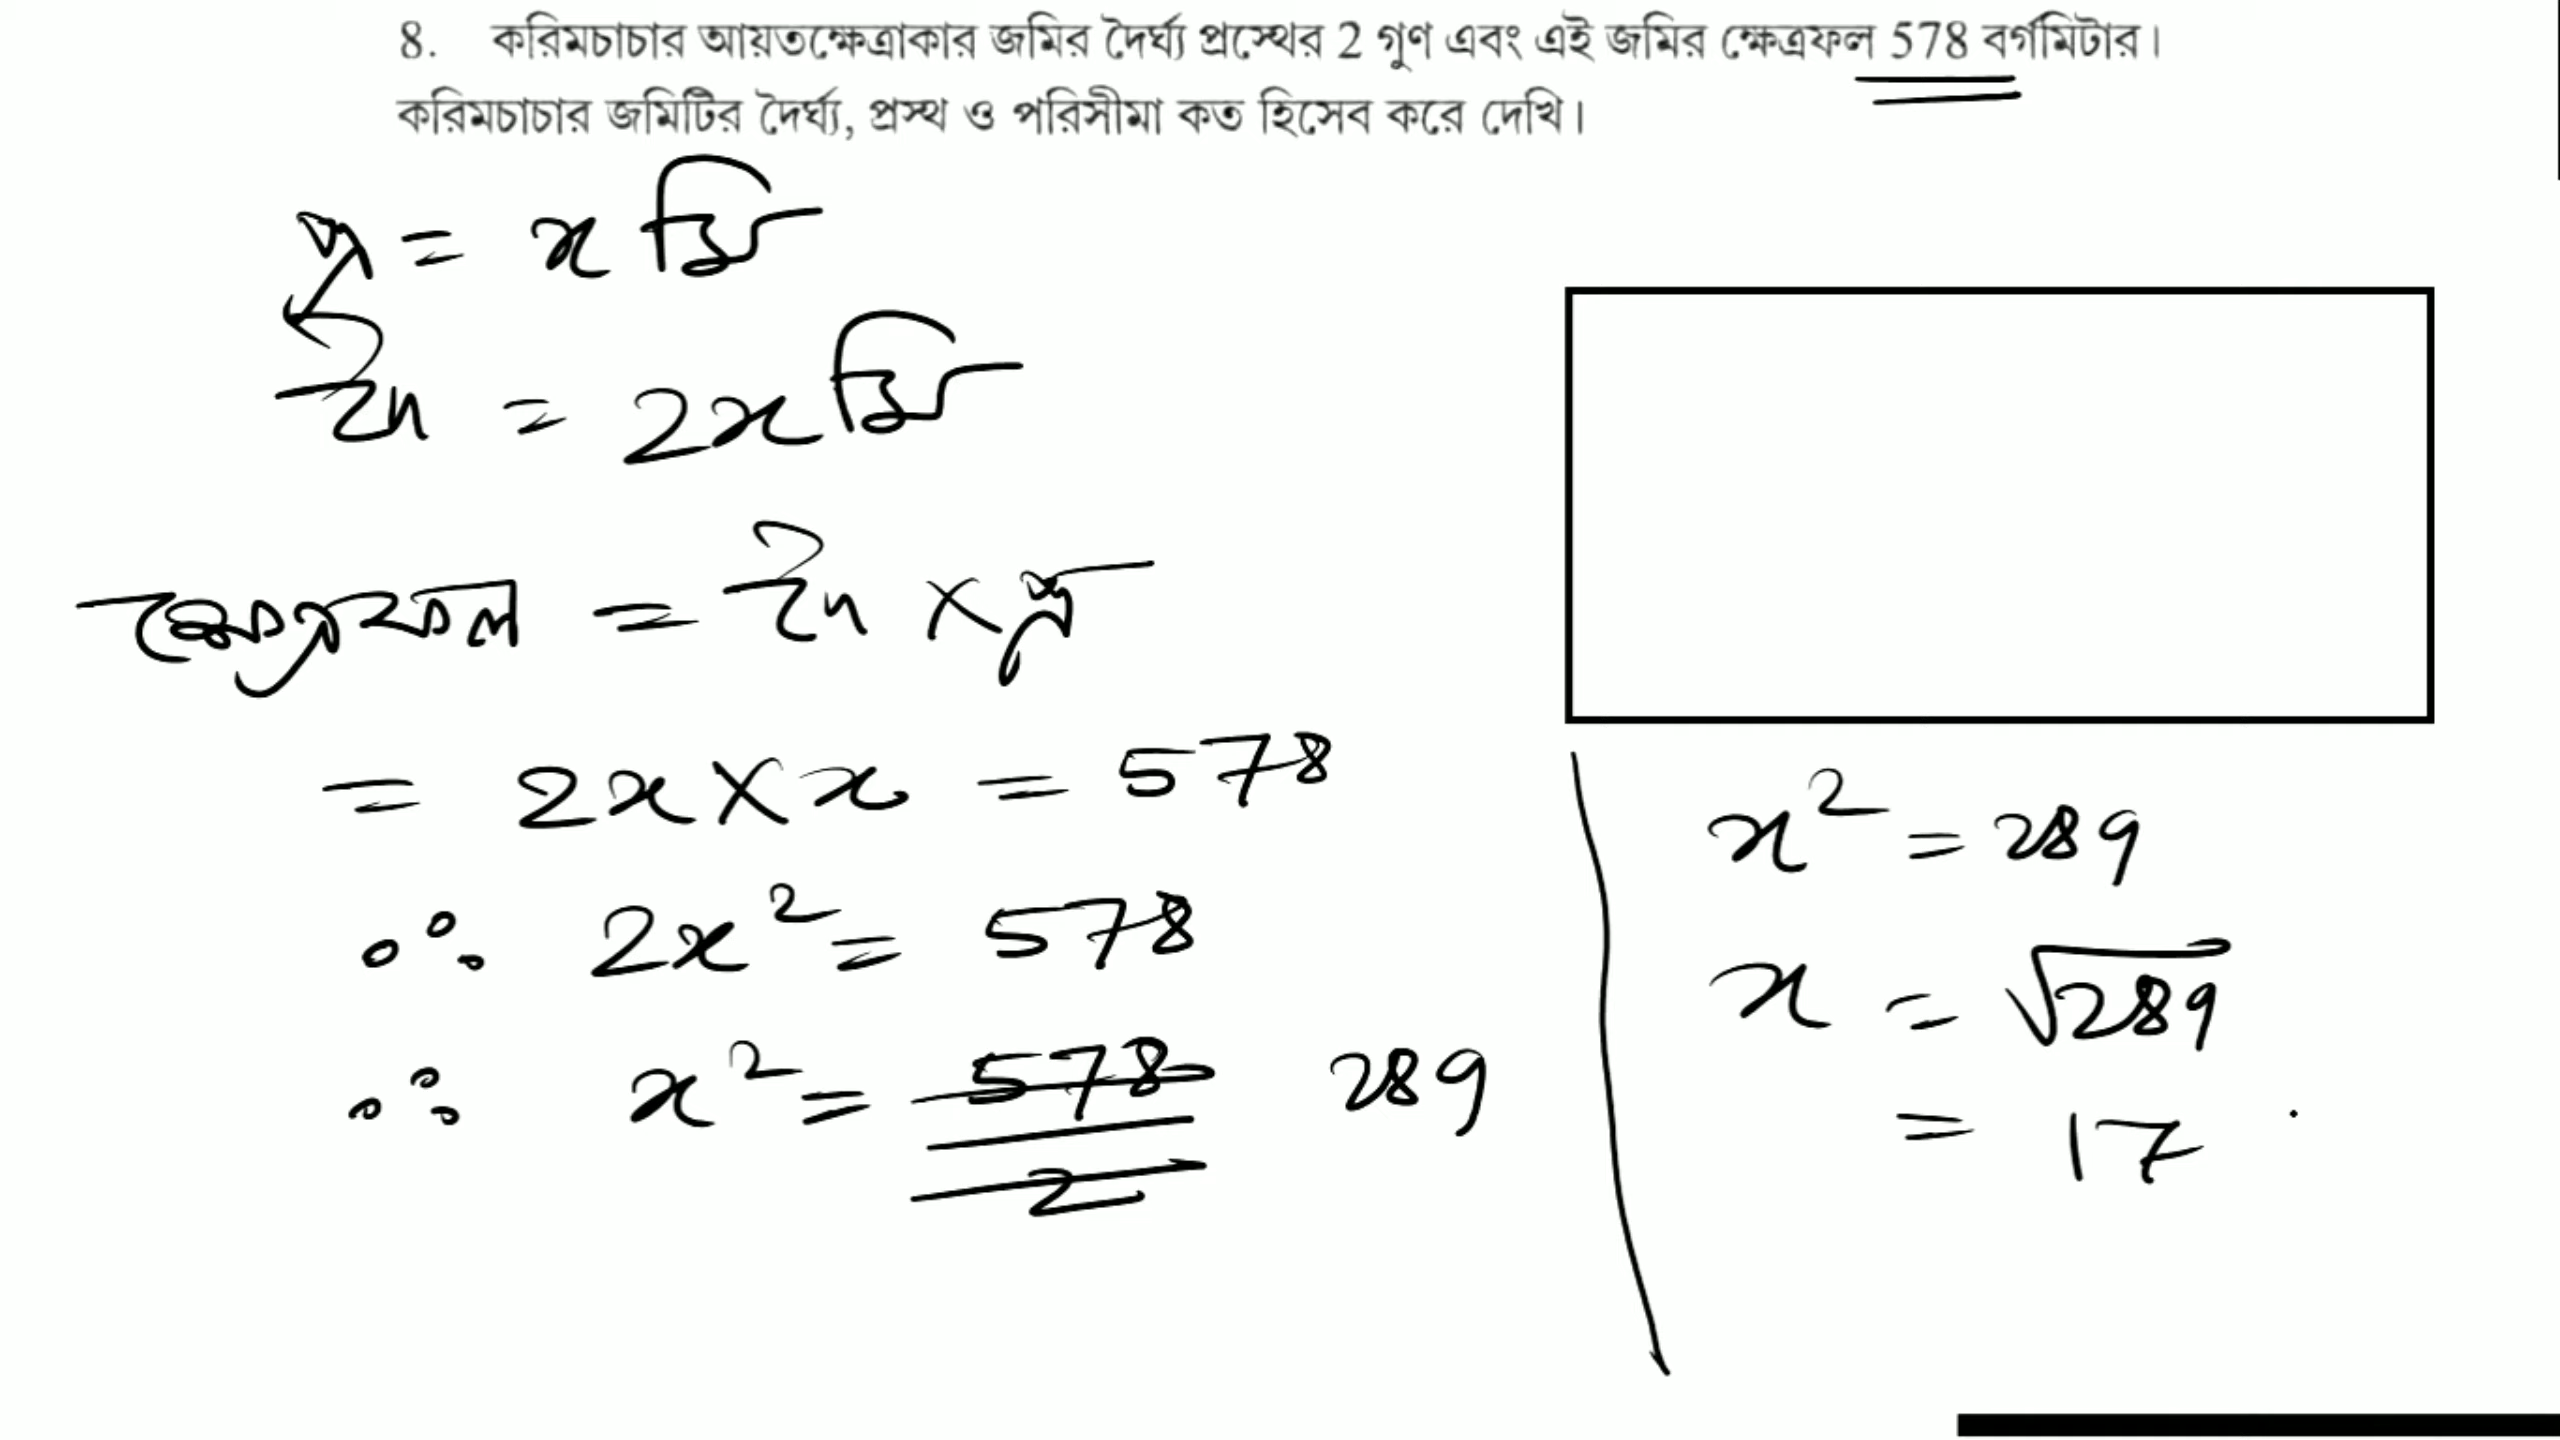 8. করিমচাচার আয়তক্ষেত্রাকার জমির দৈর্ঘ্য প্রস্থের 2 গুণ এবং এই জমির ক্ষেত্রফল 578 বর্গমিটার।
করিমচাচার জমিটির দৈর্ঘ্য, প্রস্থ ও পরিসীমা কত হিসেব করে দেখি।
প্র = x মি
দৈ = 2x মি
ক্ষেত্রফল = দৈ × প্র
= 2x × x = 578
∴ 2x² = 578
∴ x² = 578/2 289
x² = 289
x = √289
= 17